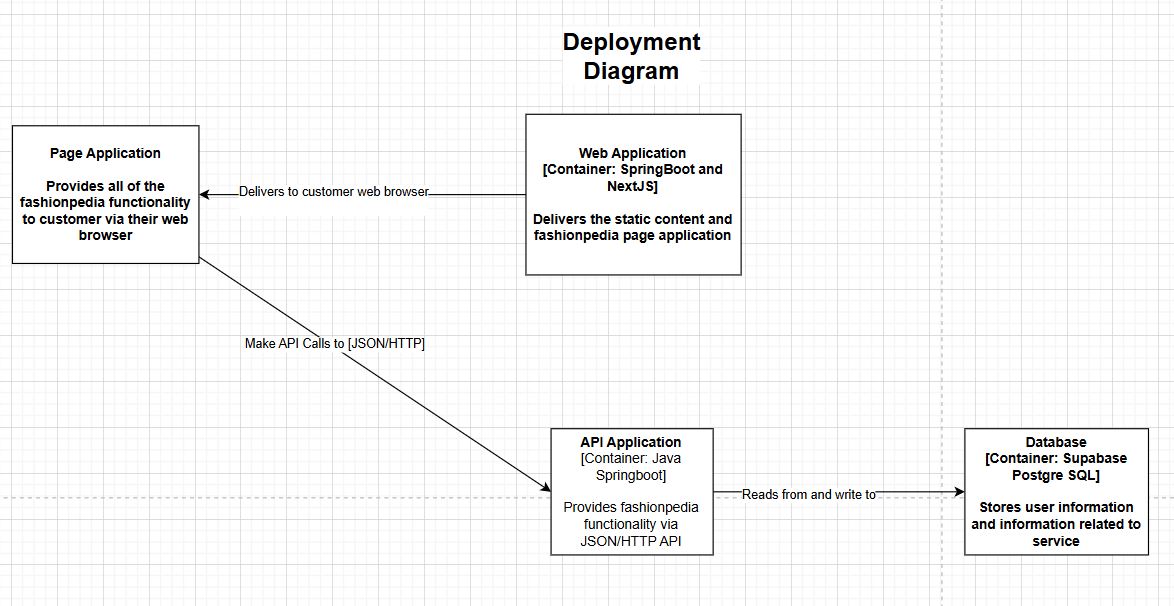 Deployment
Diagram
Page Application
Provides all of the
fashionpedia functionality
to customer via their web
browser
Delivers to customer web browser
Web Application
[Container: SpringBoot and
NextJS]
Delivers the static content and
fashionpedia page application
Make API Calls to [JSON/HTTP]
API Application
[Container: Java
Springboot]
Provides fashionpedia
functionality via
JSON/HTTP API
Reads from and write to
Database
[Container: Supabase
Postgre SQL]
Stores user information
and information related to
service